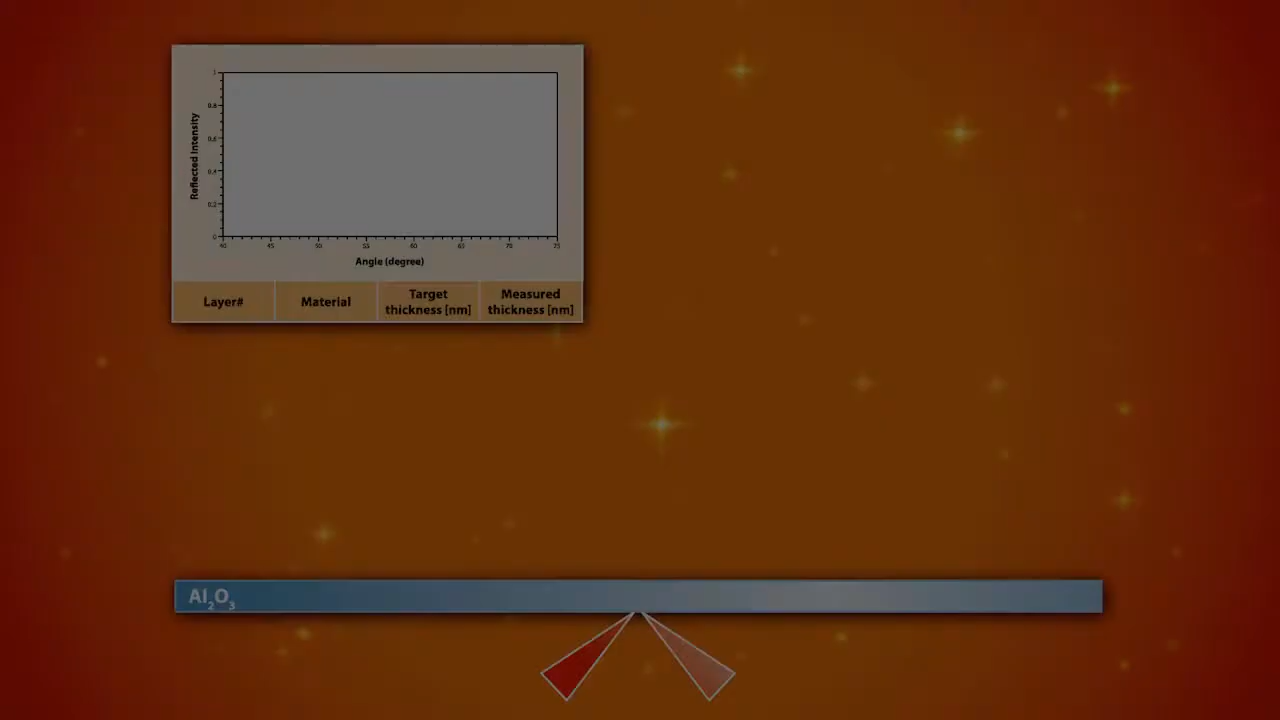 1
0.8
0.6
0.4
0.2
0
Reflected Intensity
40 45 50 55 60 65 70 75
Angle (degree)
Layer#
Material
Target
thickness [nm]
Measured
thickness [nm]
Al₂O₃